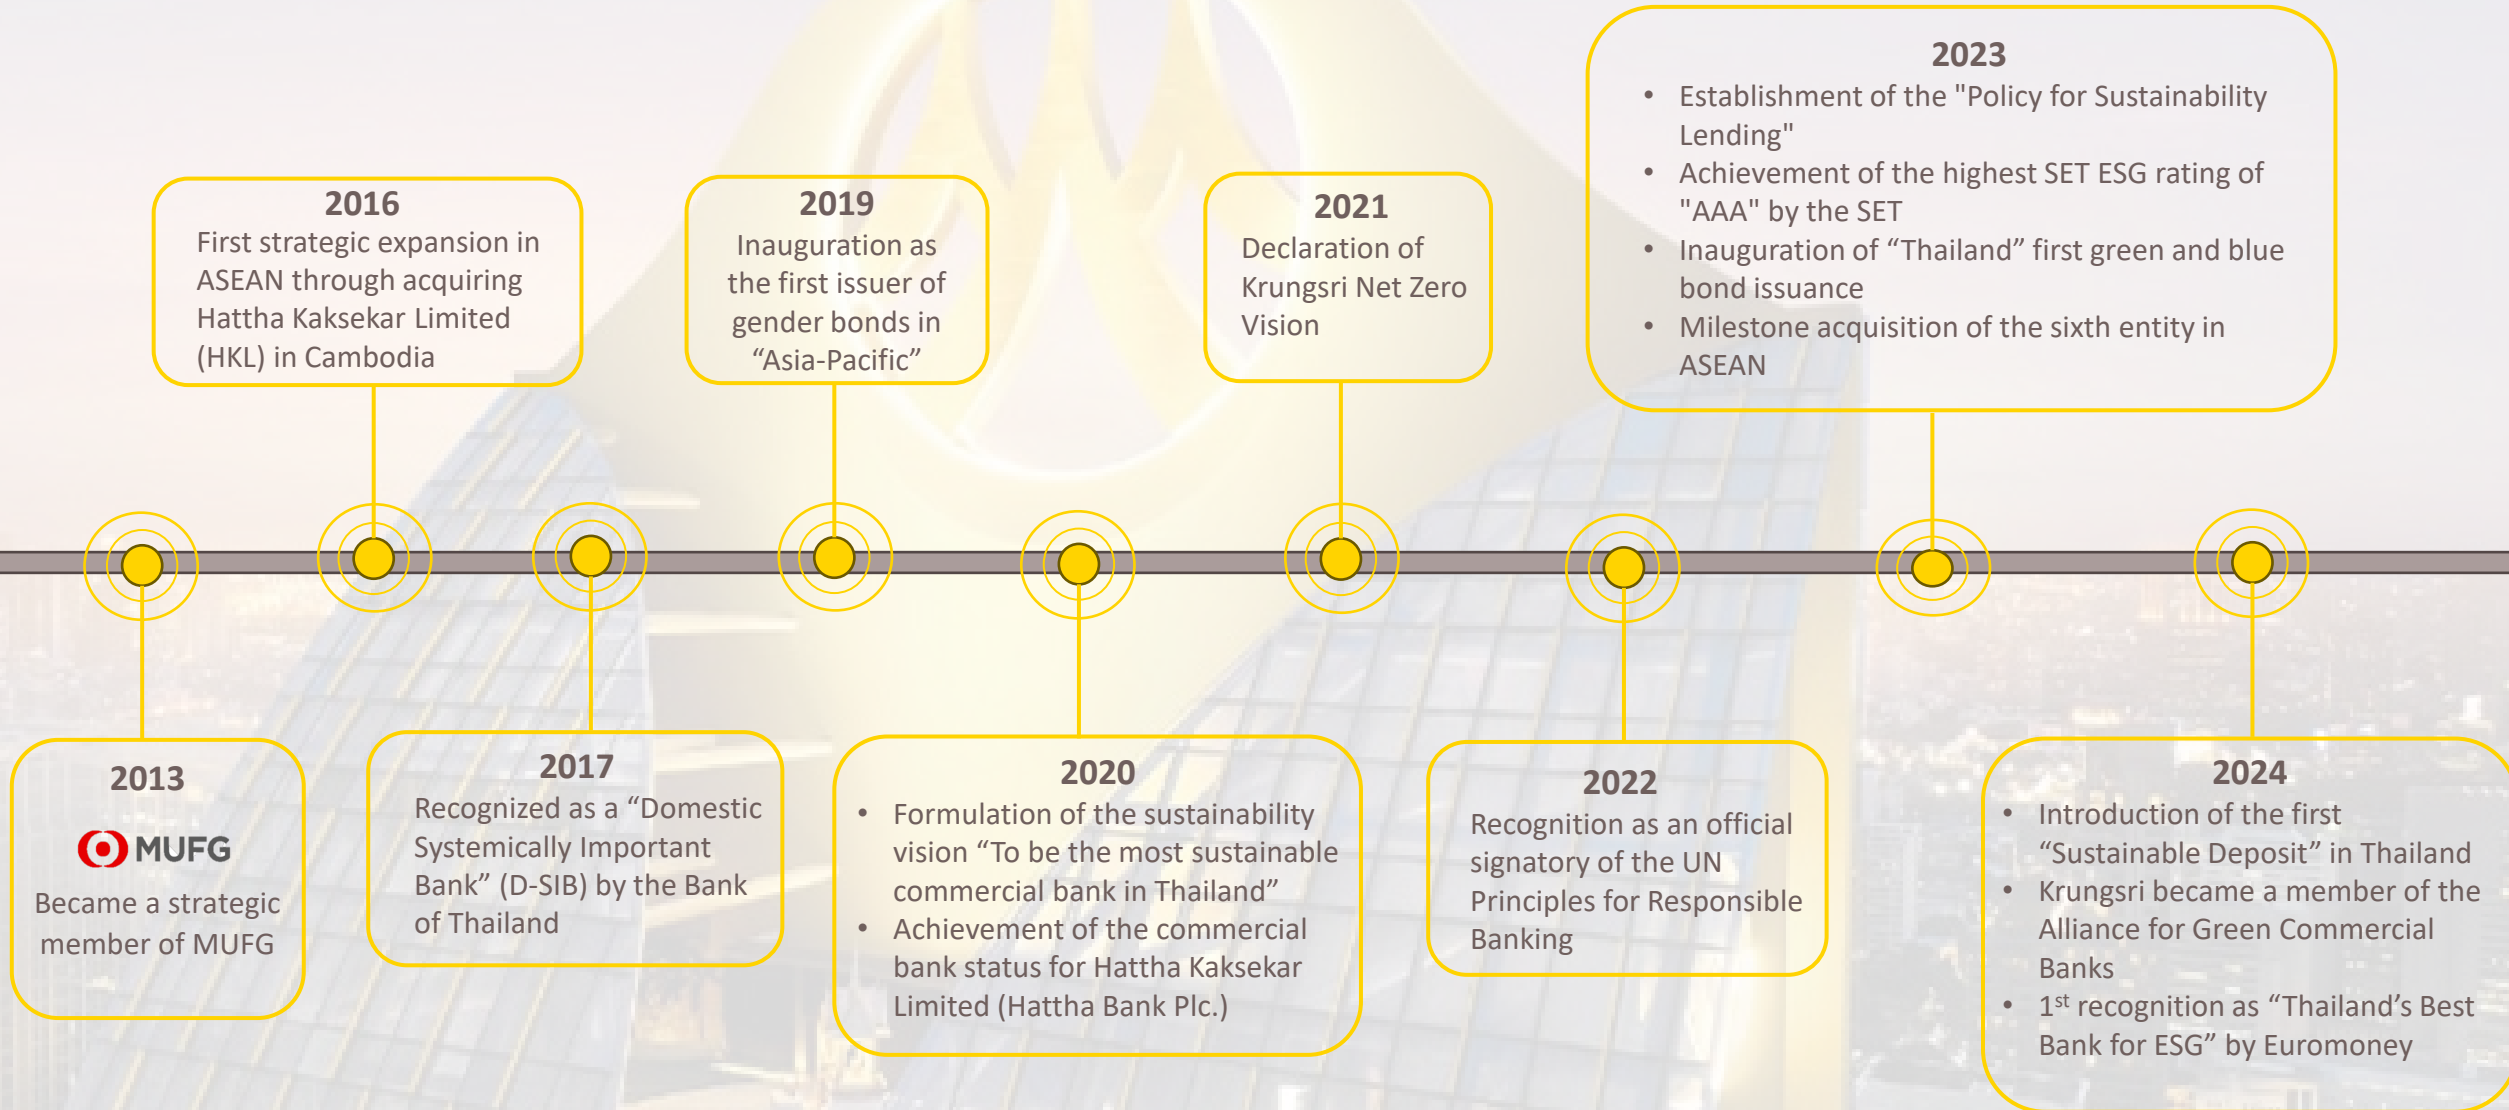 2013
MUFG
Became a strategic
member of MUFG
2016
First strategic expansion in
ASEAN through acquiring
Hattha Kaksekar Limited
(HKL) in Cambodia
2017
Recognized as a “Domestic
Systemically Important
Bank” (D-SIB) by the Bank
of Thailand
2019
Inauguration as
the first issuer of
gender bonds in
“Asia-Pacific”
2020
• Formulation of the sustainability
vision “To be the most sustainable
commercial bank in Thailand”
• Achievement of the commercial
bank status for Hattha Kaksekar
Limited (Hattha Bank Plc.)
2021
Declaration of
Krungsri Net Zero
Vision
2022
Recognition as an official
signatory of the UN
Principles for Responsible
Banking
2023
• Establishment of the "Policy for Sustainability
Lending"
• Achievement of the highest SET ESG rating of
"AAA" by the SET
• Inauguration of “Thailand” first green and blue
bond issuance
• Milestone acquisition of the sixth entity in
ASEAN
2024
• Introduction of the first
“Sustainable Deposit” in Thailand
• Krungsri became a member of the
Alliance for Green Commercial
Banks
• 1st recognition as “Thailand’s Best
Bank for ESG” by Euromoney